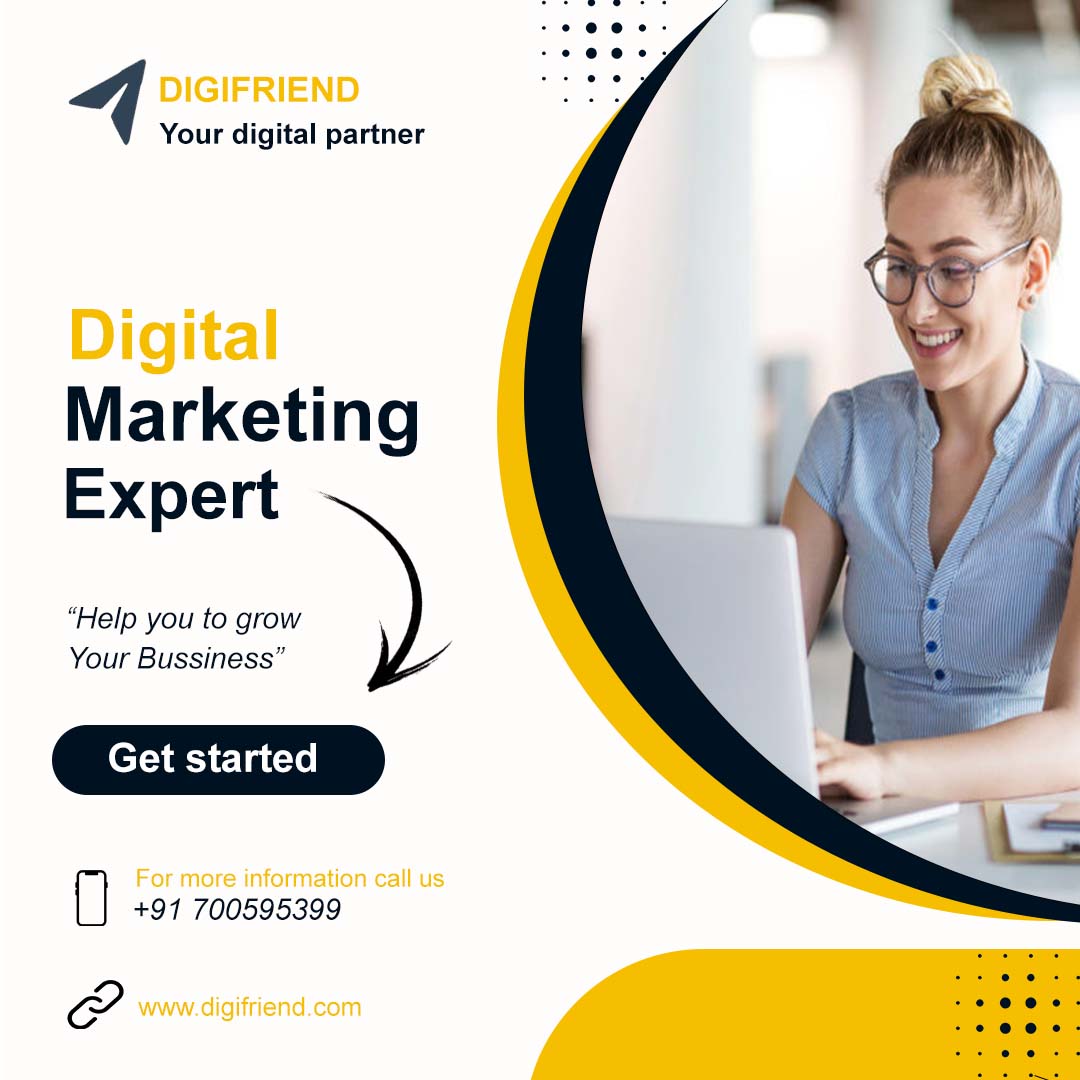 DIGIFRIEND
Your digital partner
Digital
Marketing
Expert
“Help you to grow
Your Bussiness”
Get started
For more information call us
+91 700595399
www.digifriend.com